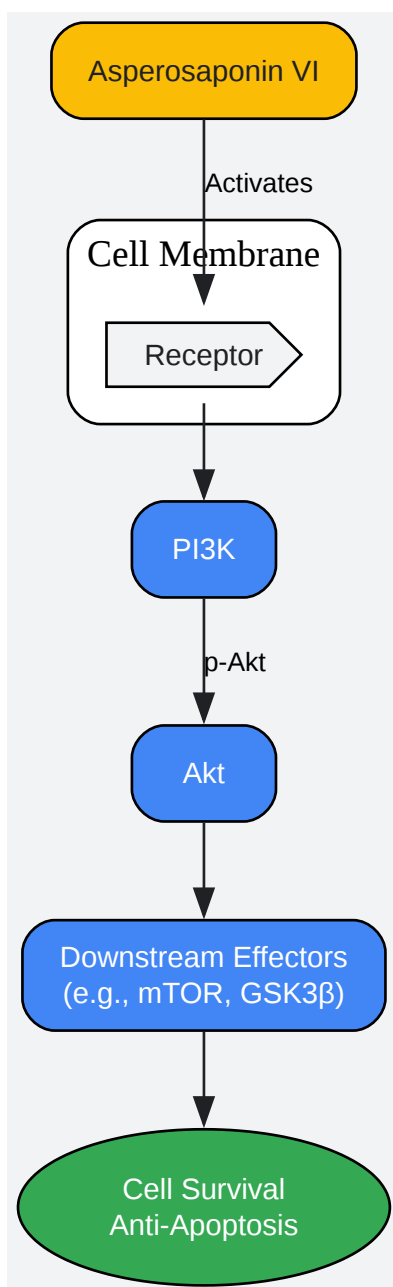 Asperosaponin VI
Activates
Cell Membrane
Receptor
PI3K
p-Akt
Akt
Downstream Effectors
(e.g., mTOR, GSK3β)
Cell Survival
Anti-Apoptosis